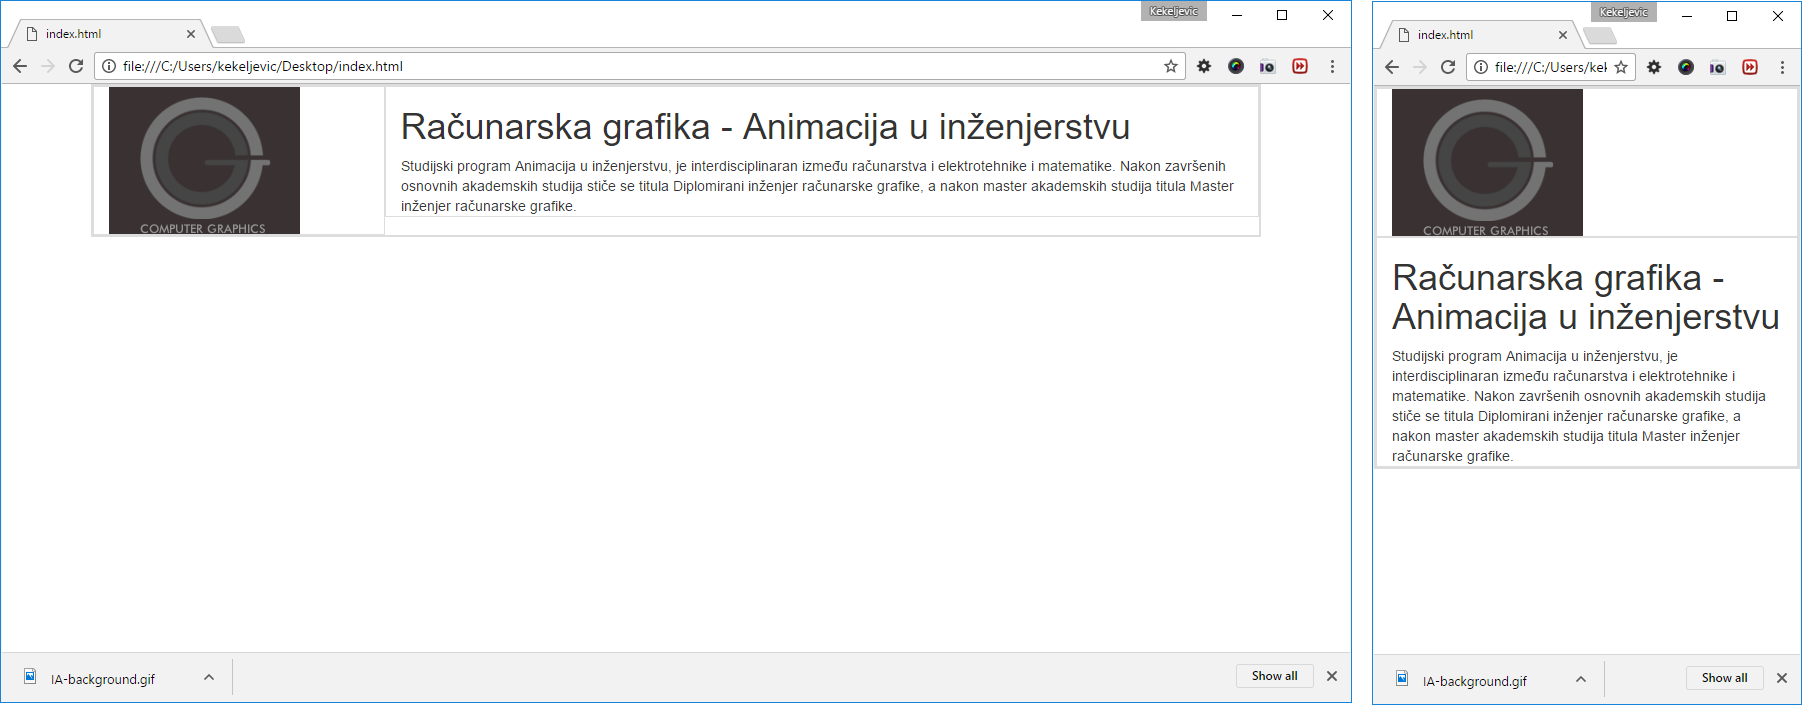 Kekeljevic
index.html
file:///C:/Users/kekeljevic/Desktop/index.html
COMPUTER GRAPHICS
Računarska grafika - Animacija u inženjerstvu
Studijski program Animacija u inženjerstvu, je interdisciplinaran između računarstva i elektrotehnike i matematike. Nakon završenih
osnovnih akademskih studija stiče se titula Diplomirani inženjer računarske grafike, a nakon master akademskih studija titula Master
inženjer računarske grafike.
IA-background.gif
Show all
Kekeljevic
index.html
file:///C:/Users/kek
COMPUTER GRAPHICS
Računarska grafika -
Animacija u inženjerstvu
Studijski program Animacija u inženjerstvu, je
interdisciplinaran između računarstva i elektrotehnike i
matematike. Nakon završenih osnovnih akademskih studija
stiče se titula Diplomirani inženjer računarske grafike, a
nakon master akademskih studija titula Master inženjer
računarske grafike.
IA-background.gif
Show all